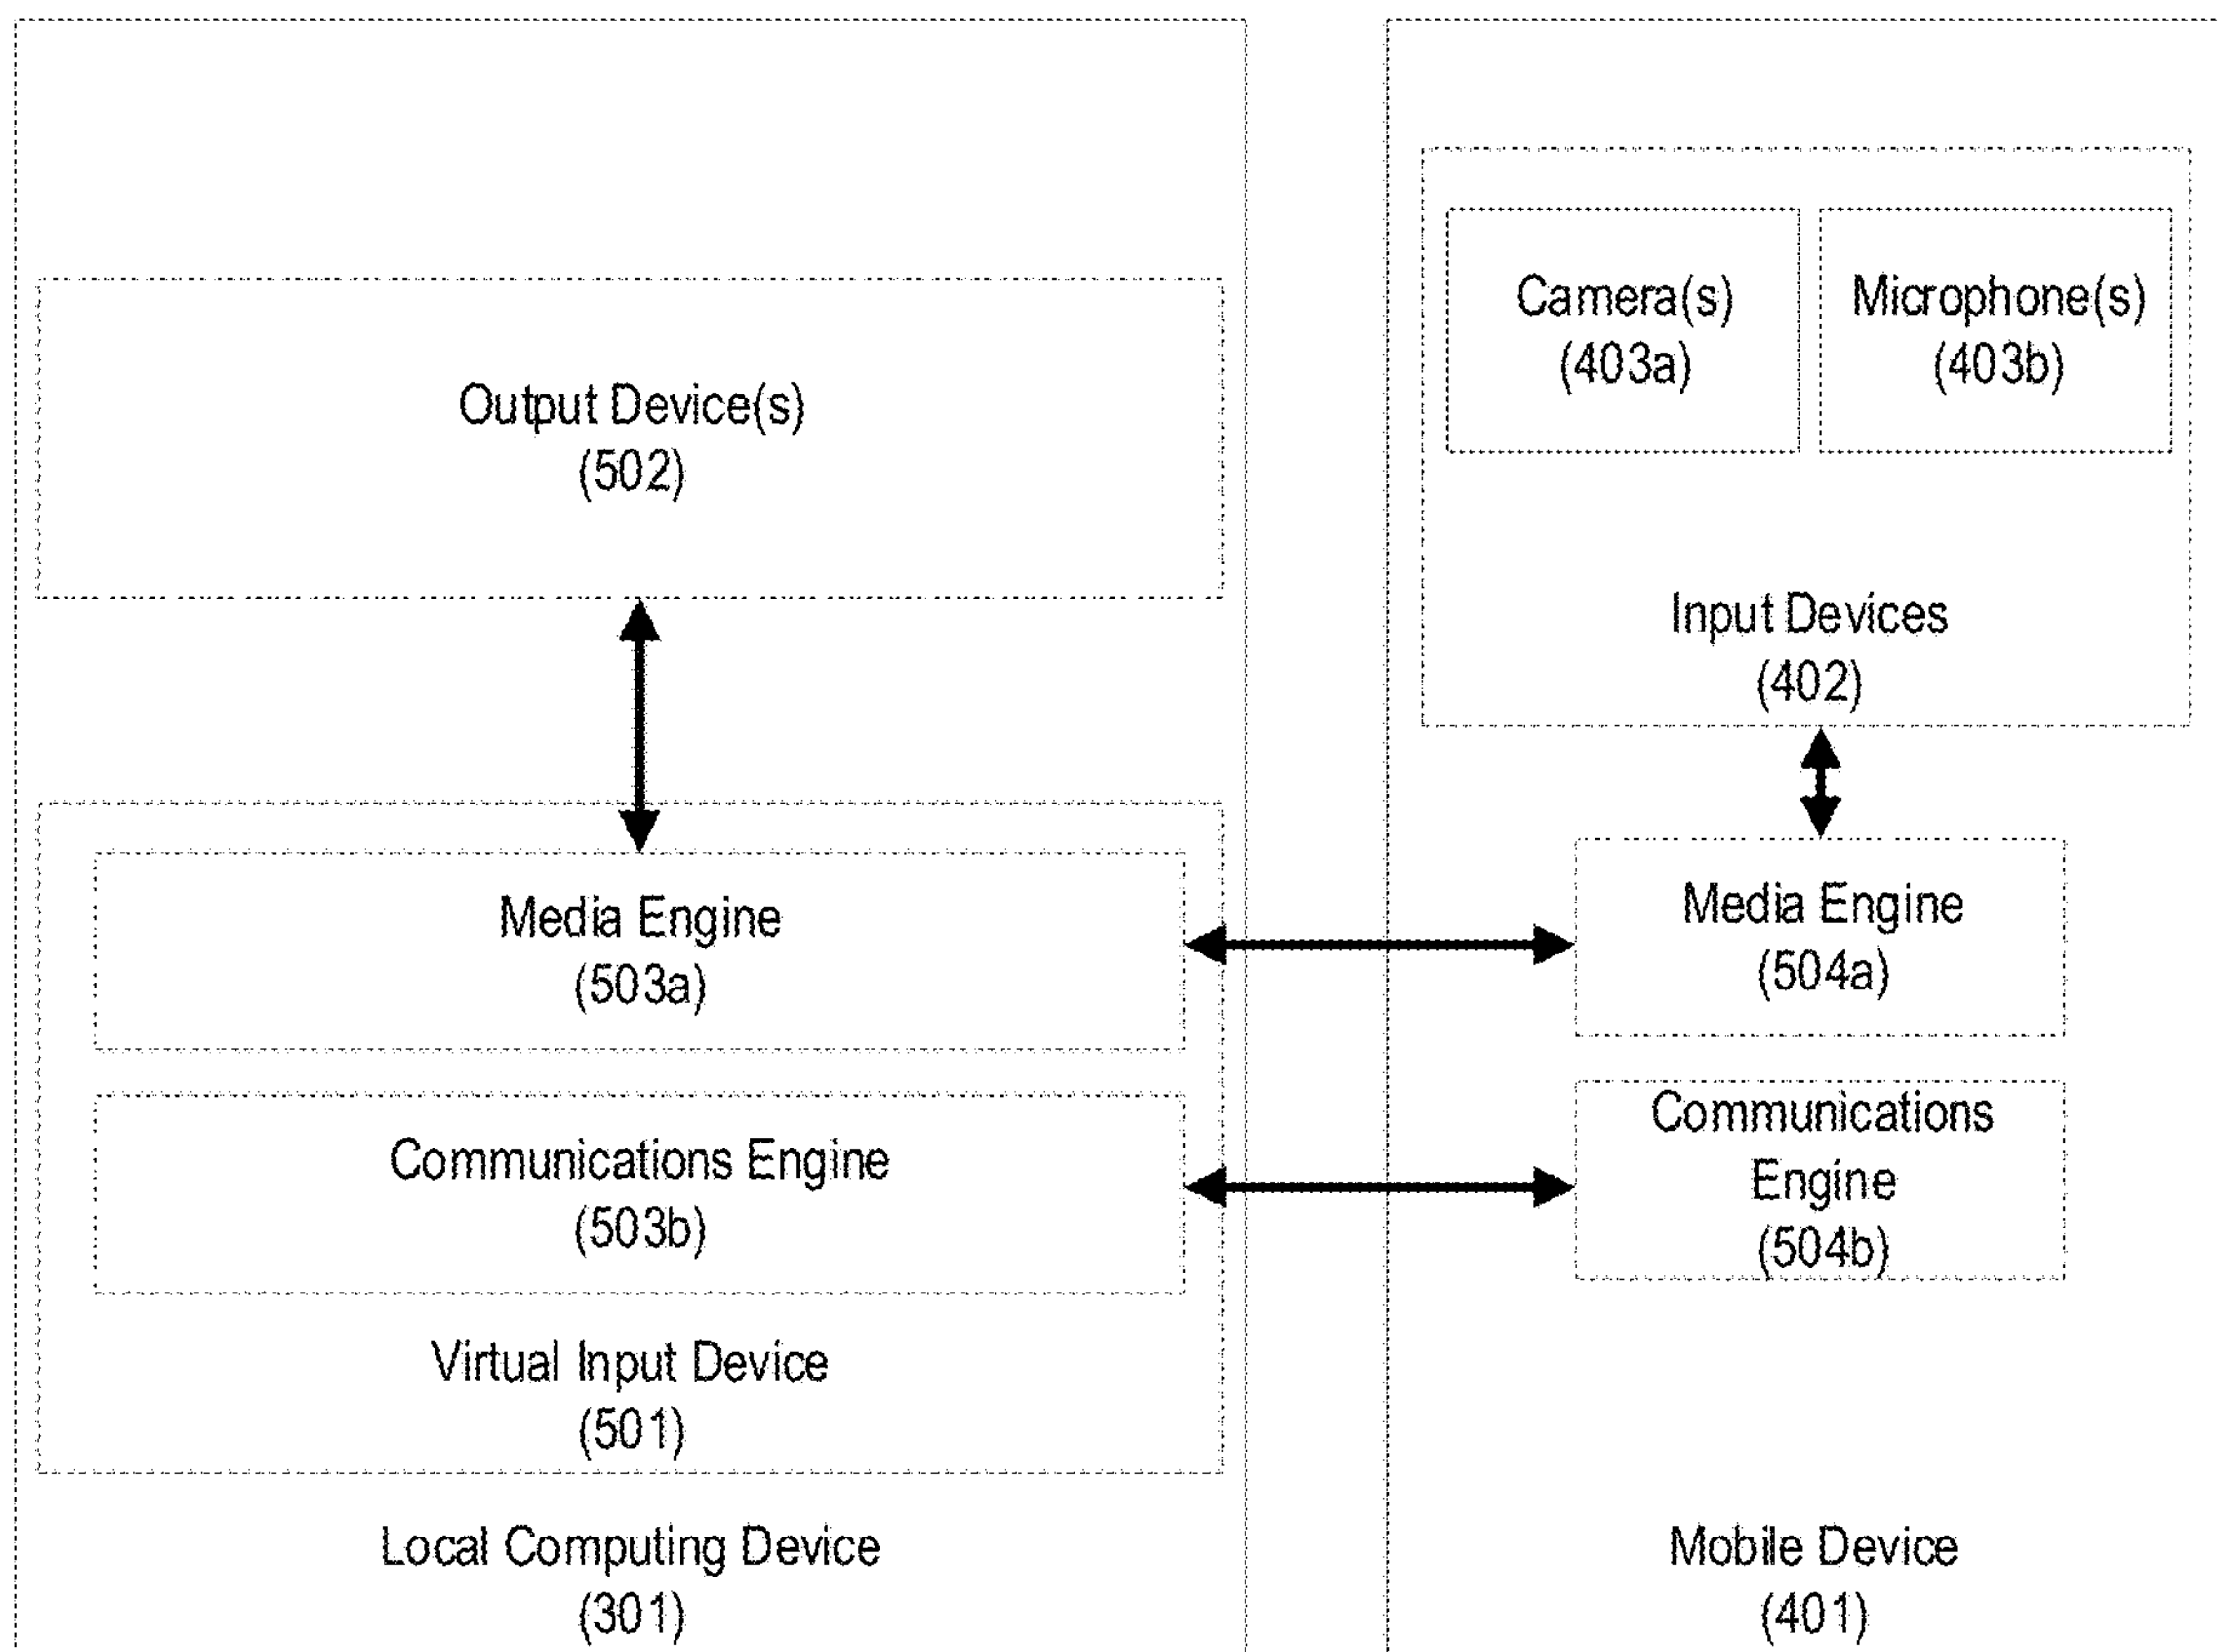 Output Device(s)
(502)
Media Engine
(503a)
Communications Engine
(503b)
Virtual Input Device
(501)
Local Computing Device
(301)
Camera(s)
(403a)
Microphone(s)
(403b)
Input Devices
(402)
Media Engine
(504a)
Communications
Engine
(504b)
Mobile Device
(401)